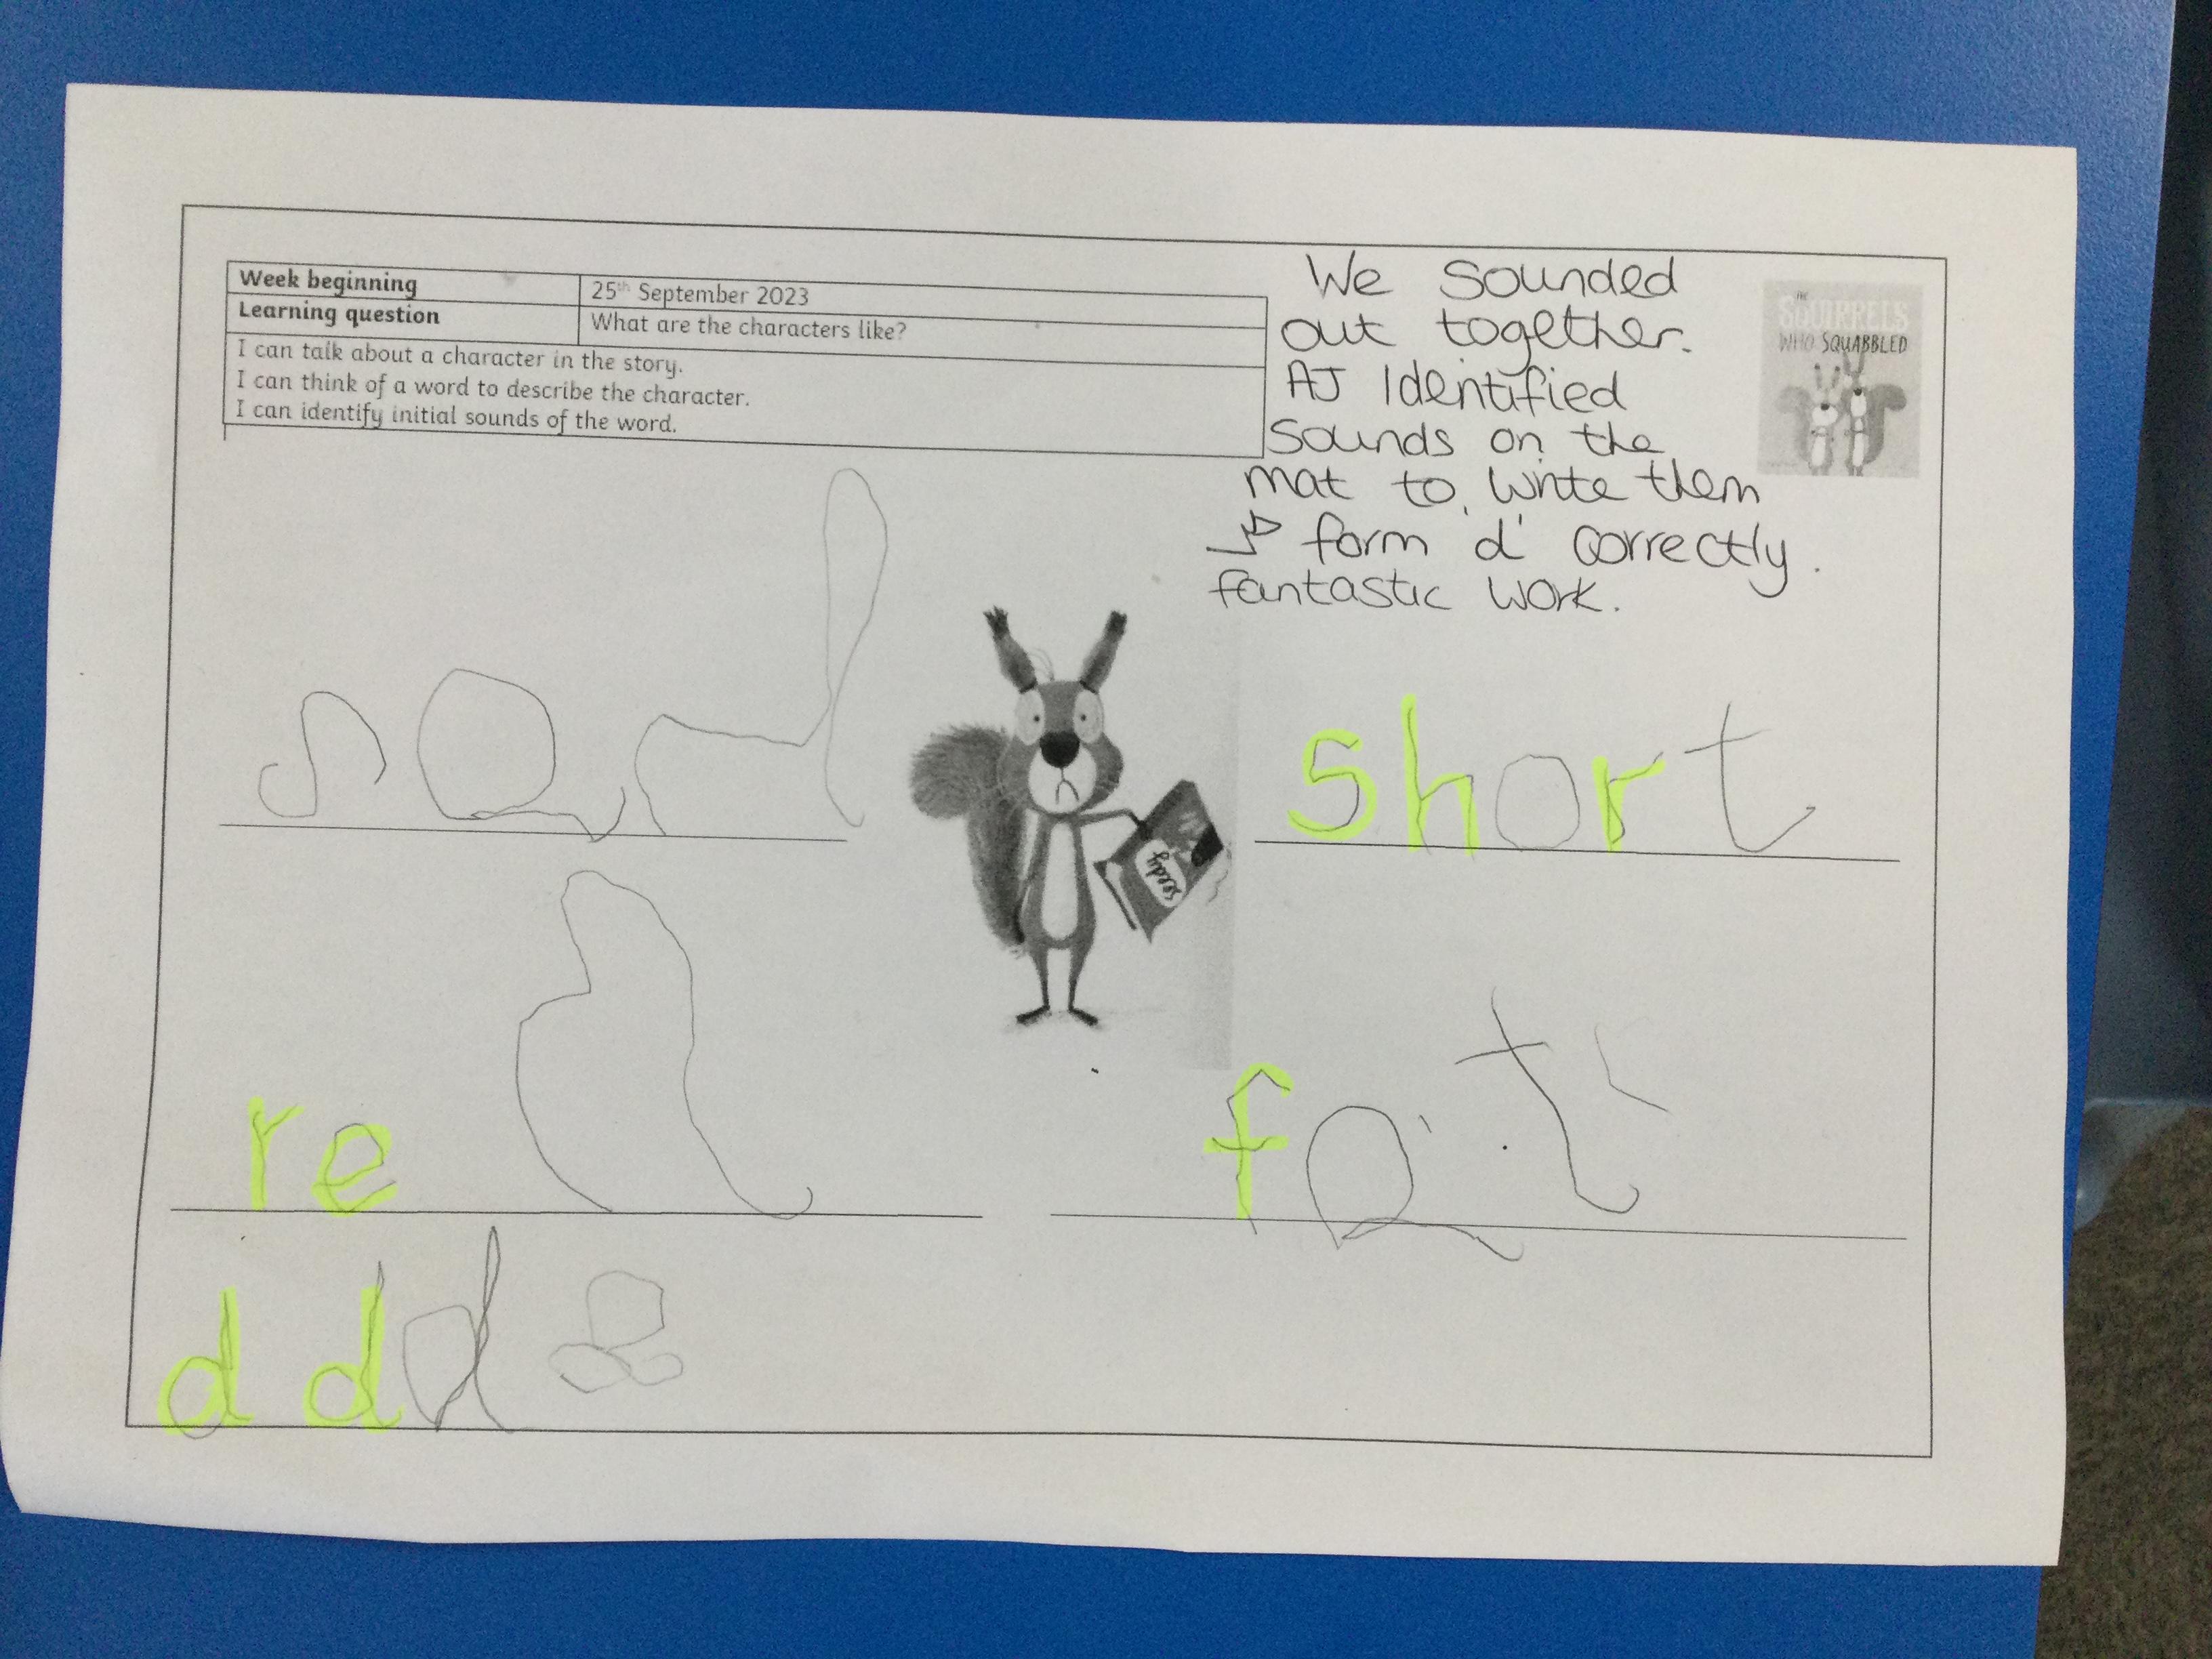 Week beginning 25th September 2023
Learning question What are the characters like?
I can talk about a character in the story.
I can think of a word to describe the character.
I can identify initial sounds of the word.
We sounded
out together.
AJ Identified
sounds on the
mat to write them
form 'd' correctly.
fantastic work.
THE
SQUIRRELS
WHO SQUABBLED
sad
short
red
fat
d d d